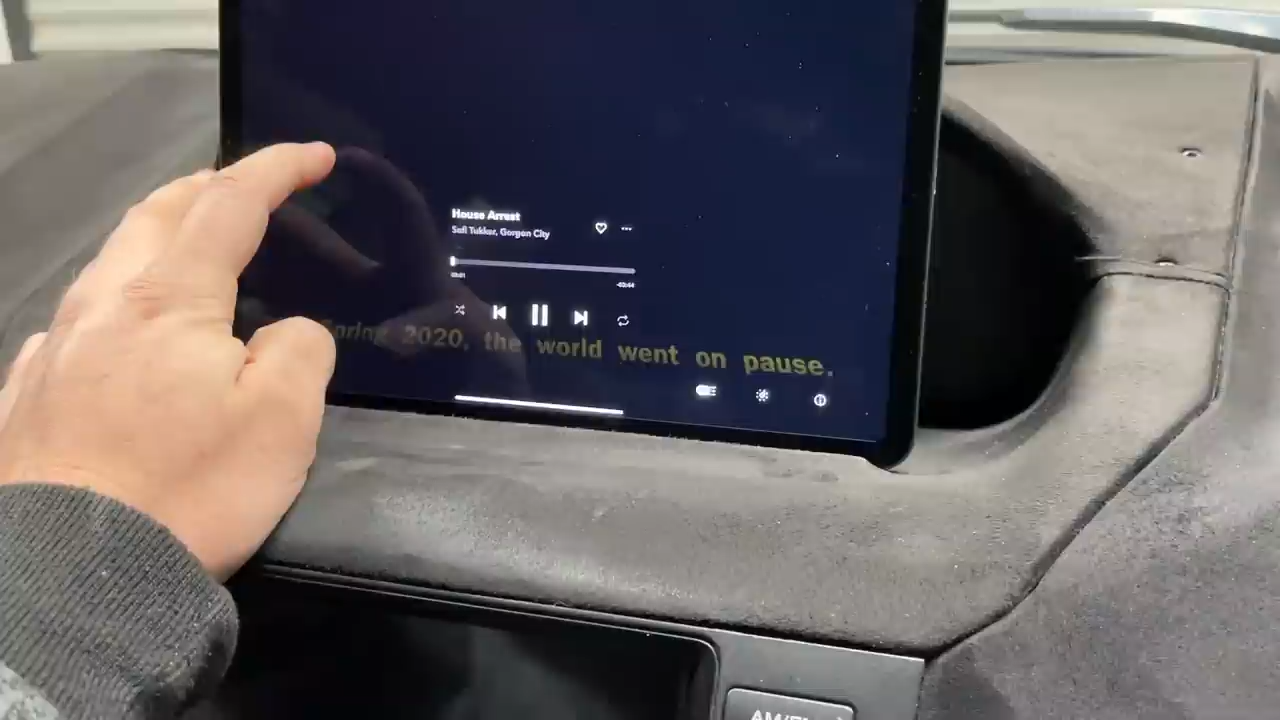 House Arrest
Sofi Tukker, Gorgon City
Spring 2020, the world went on pause.